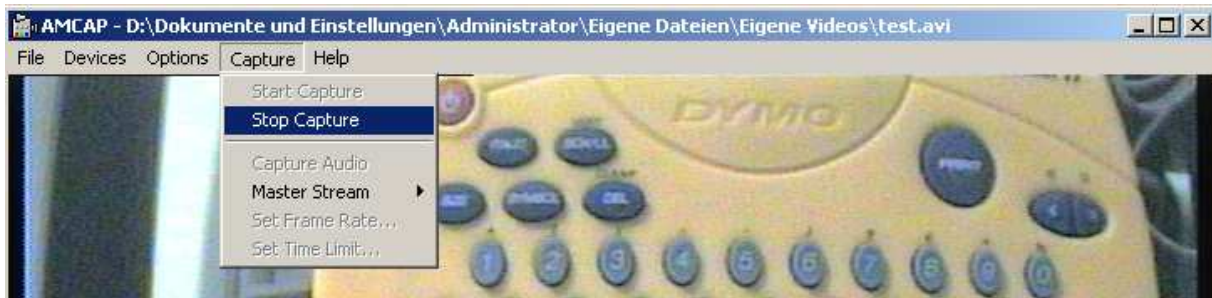 AMCAP - D:\Dokumente und Einstellungen\Administrator\Eigene Dateien\Eigene Videos\test.avi
File Devices Options Capture Help
Start Capture
Stop Capture
Capture Audio
Master Stream
Set Frame Rate...
Set Time Limit...
DYMO
PRINT
DEL
1 2 3 4 5 6 7 8 9 0